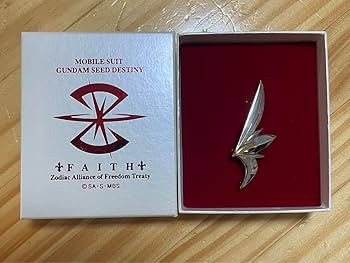 MOBILE SUIT
GUNDAM SEED DESTINY
FAITH
Zodiac Alliance of Freedom Treaty
©SA·S·MBS